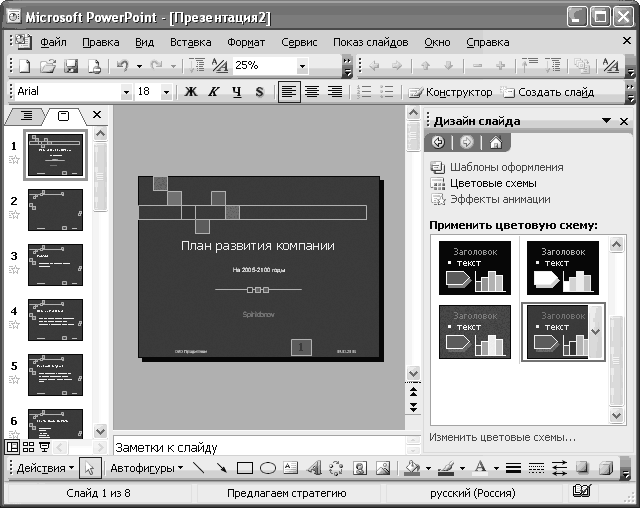 Microsoft PowerPoint - [Презентация2]
Файл Правка Вид Вставка Формат Сервис Показ слайдов Окно Справка
25%
Arial 18 Ж К Ч S Конструктор Создать слайд
Дизайн слайда
Шаблоны оформления
Цветовые схемы
Эффекты анимации
Применить цветовую схему:
Заголовок
• текст
Заголовок
• текст
Заголовок
• текст
Заголовок
• текст
Изменить цветовые схемы...
1
2
3
4
5
6
План развития компании
На 2005-2100 годы
Spiridonov
1
Заметки к слайду
Действия Автофигуры
Слайд 1 из 8 Предлагаем стратегию русский (Россия)